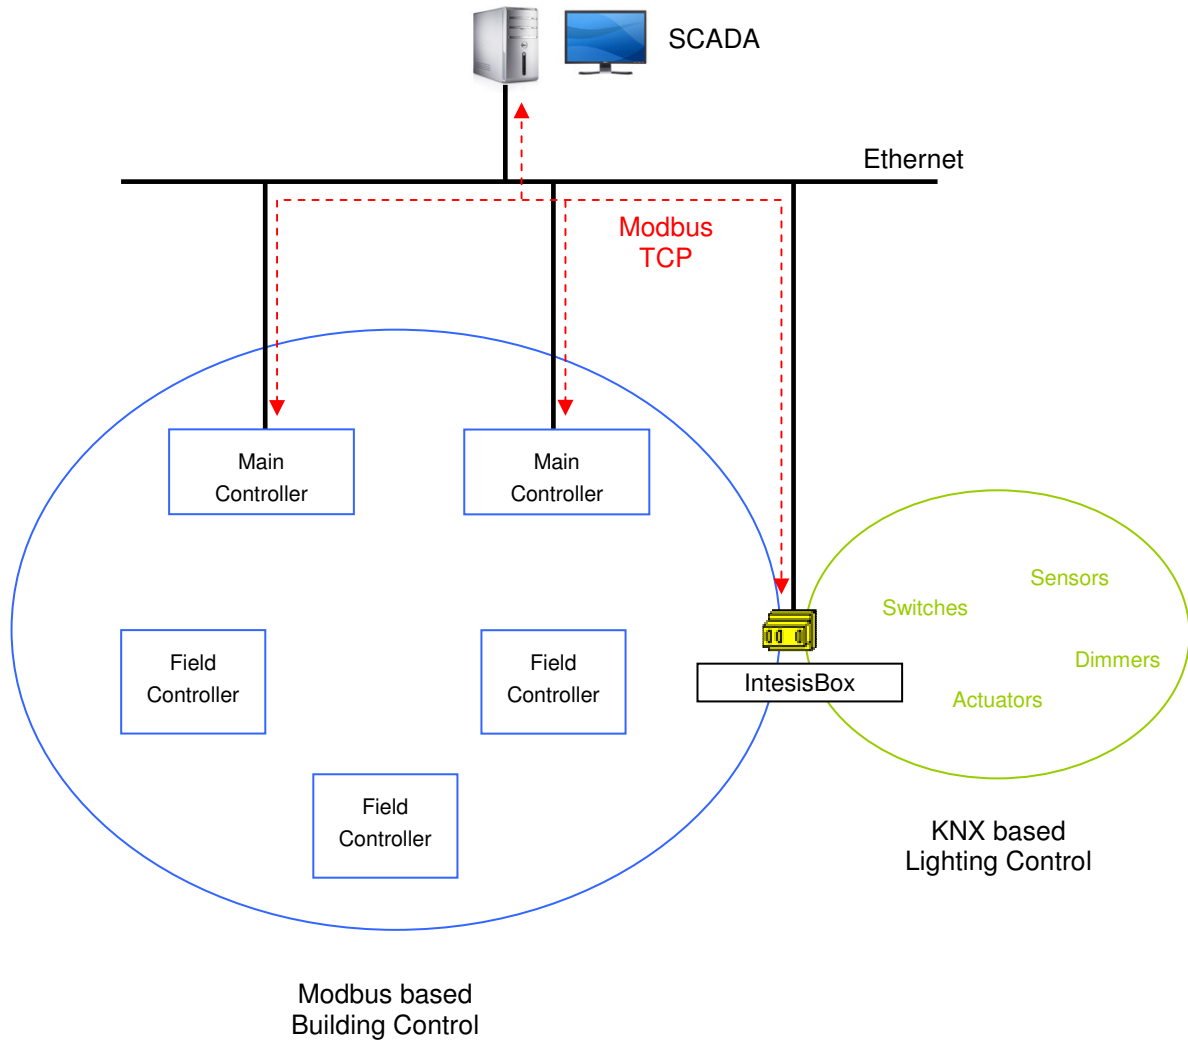 SCADA
Ethernet
Modbus
TCP
Main
Controller
Main
Controller
Sensors
Switches
Dimmers
Actuators
Field
Controller
Field
Controller
IntesisBox
Field
Controller
KNX based
Lighting Control
Modbus based
Building Control